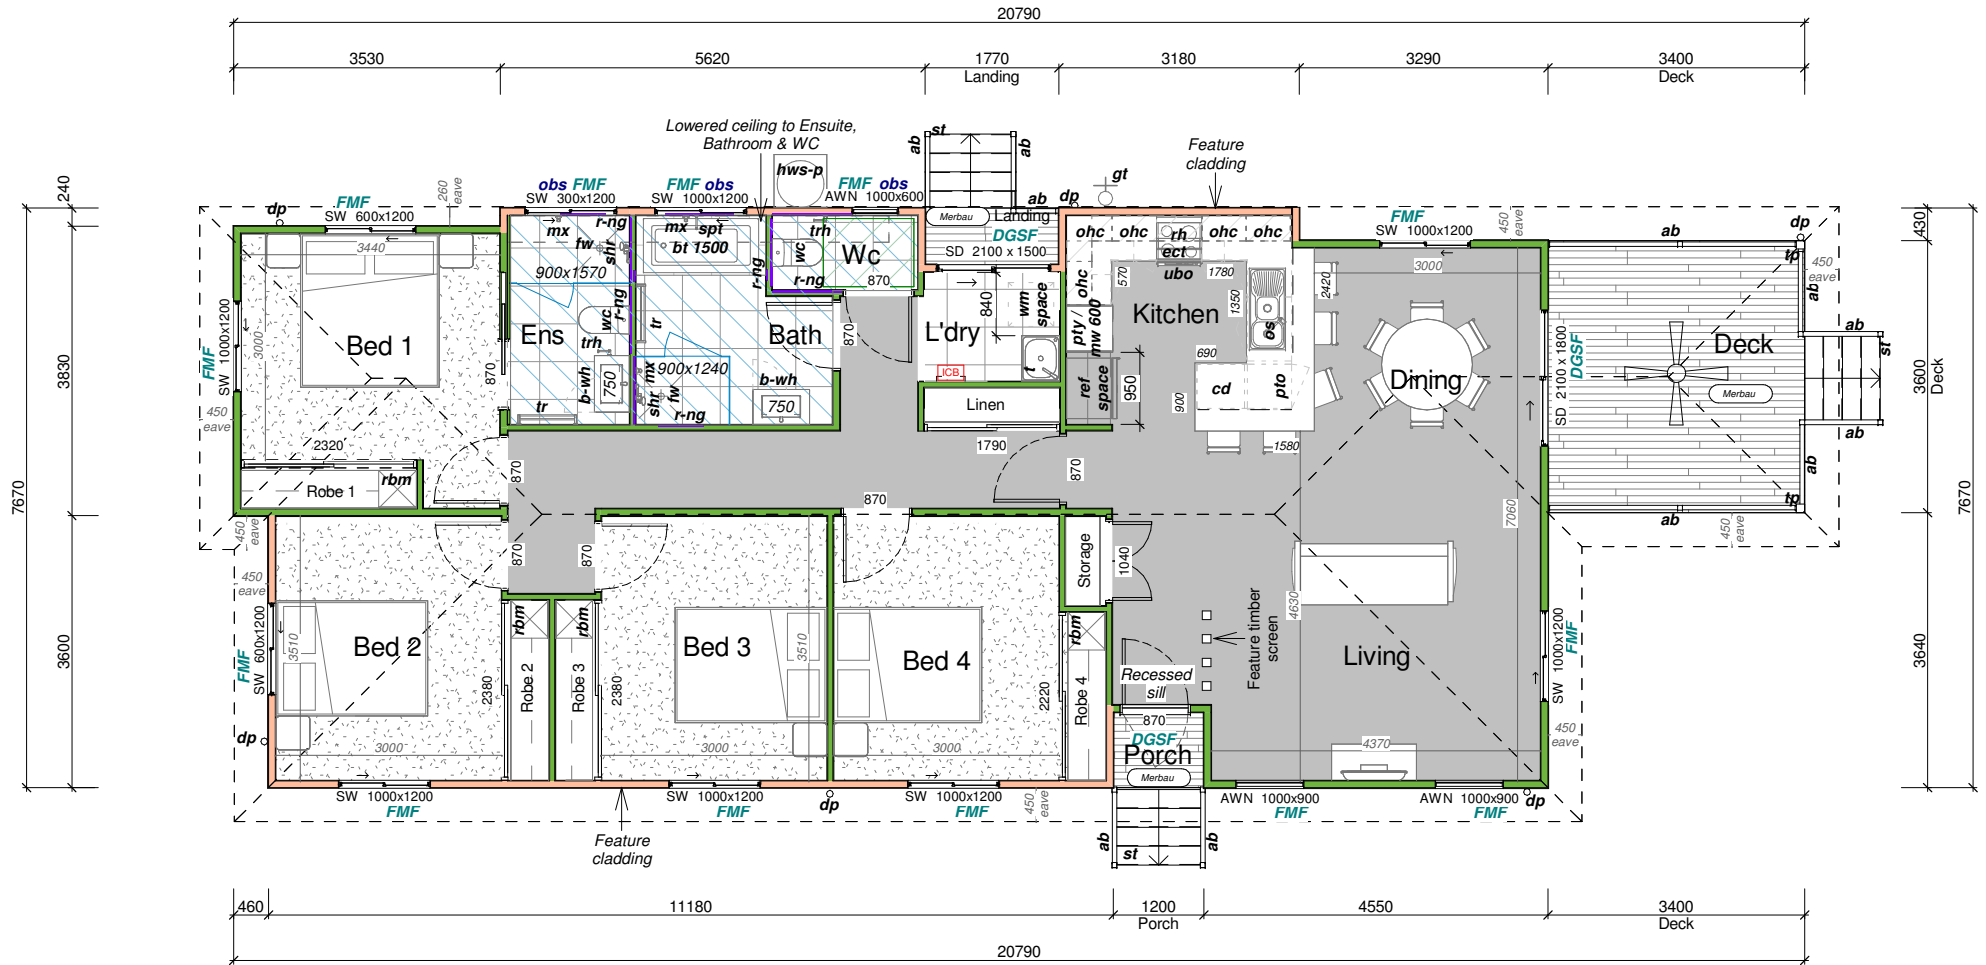 20790
3530
5620
1770
Landing
3180
3290
3400
Deck
Lowered ceiling to Ensuite,
Bathroom & WC
hws-p
ab
st
ab
Feature
cladding
gt
240
260
eave
FMF
SW 600x1200
dp
obs FMF
SW 300x1200
FMF obs
SW 1000x1200
FMF obs
AWN 1000x600
ab
dp
Merbau
Landing
DGSF
SD 2100 x 1500
FMF
SW 1000x1200
450
eave
ab
dp
430
3440
mx
r-ng
fw
shr
900x1570
mx
spt
bt 1500
r-ng
trh
wc
Wc
r-ng
870
ohc
ohc
rh
ohc
ohc
ect
ubo
570
1780
ohc
3000
2420
tp
450
eave
ab
FMF
SW 1000x1200
3000
Bed 1
870
Ens
r-ng
wc
trh
tr
Bath
870
840
wm
space
L'dry
ICB
t
pty /
mw 600
Kitchen
1350
os
690
Dining
SD 2100 x 1800
DGSF
Deck
Merbau
ab
st
ab
3830
7670
450
eave
900x1240
b-wh
750
tr
mx
shr
fw
r-ng
b-wh
750
Linen
1790
ref
space
950
900
cd
pto
1580
3600
Deck
7670
2320
Robe 1
rbm
870
870
870
ab
tp
ab
450
eave
7060
450
eave
450
eave
870
870
Storage
1040
FMF
SW 600x1200
3510
Bed 2
rbm
rbm
Robe 2
Robe 3
2380
2380
Bed 3
3510
Bed 4
rbm
2220
Robe 4
4630
Feature timber
screen
Recessed
sill
Living
SW 1000x1200
FMF
3600
3640
dp
3000
3000
3000
870
DGSF
Porch
Merbau
4370
450
eave
SW 1000x1200
FMF
SW 1000x1200
FMF
dp
SW 1000x1200
FMF
450
eave
AWN 1000x900
FMF
AWN 1000x900
FMF
dp
Feature
cladding
ab
st
ab
460
11180
1200
Porch
4550
3400
Deck
20790